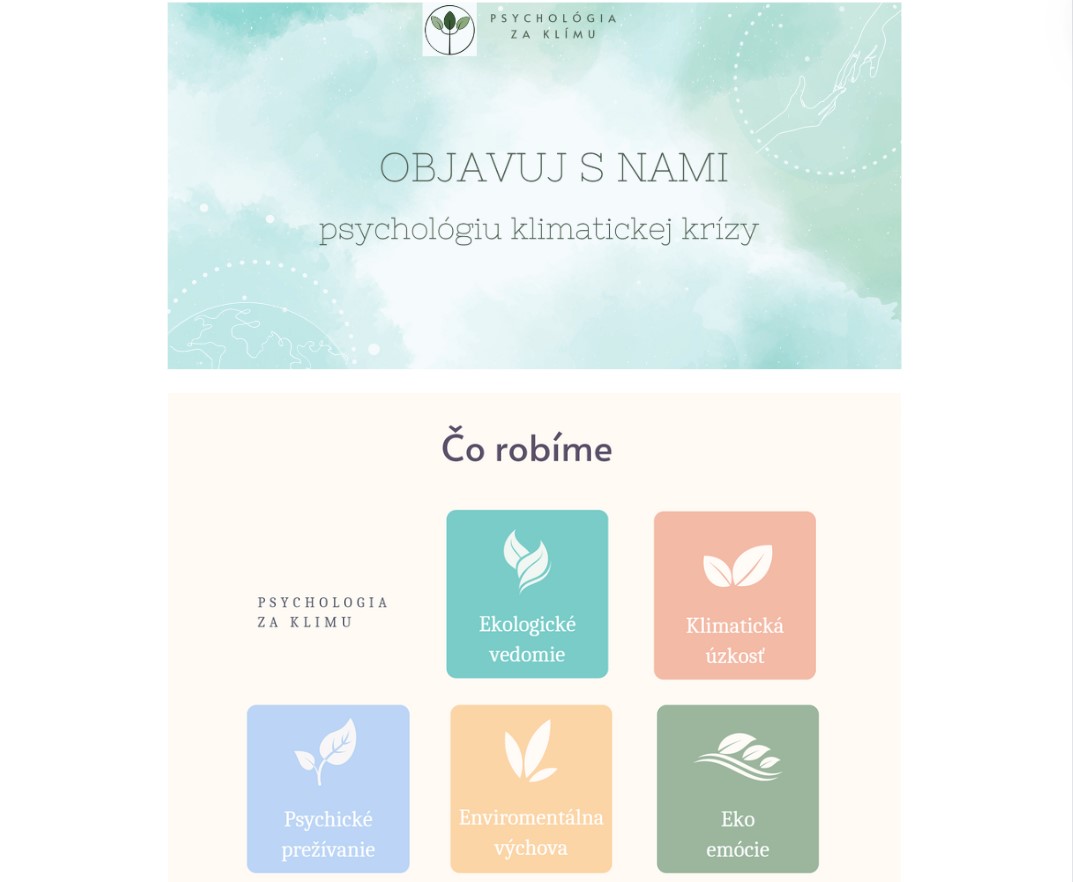 PSYCHOLÓGIA
ZA KLÍMU
OBJAVUJ S NAMI
psychológiu klimatickej krízy
Čo robíme
PSYCHOLOGIA
ZA KLIMU
Ekologické
vedomie
Klimatická
úzkosť
Psychické
prežívanie
Enviromentálna
výchova
Eko
emócie